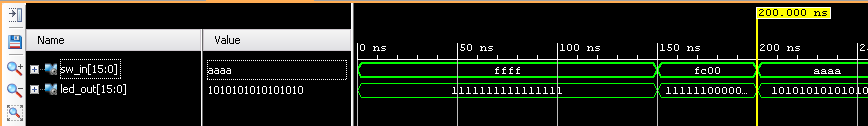 200.000 ns
Name Value 0 ns 50 ns 100 ns 150 ns 200 ns
sw_in[15:0] aaaa ffff fc00 aaaa
led_out[15:0] 1010101010101010 1111111111111111 11111100000... 101010101010